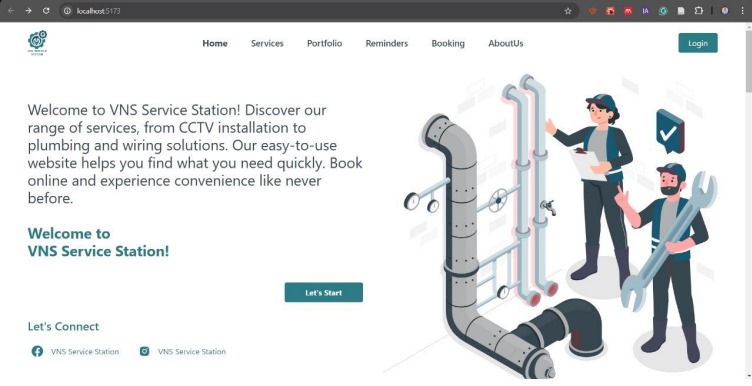 localhost:5173
VNS SERVICE
STATION
Home Services Portfolio Reminders Booking AboutUs Login
Welcome to VNS Service Station! Discover our
range of services, from CCTV installation to
plumbing and wiring solutions. Our easy-to-use
website helps you find what you need quickly. Book
online and experience convenience like never
before.
Welcome to
VNS Service Station!
Let's Start
Let's Connect
VNS Service Station VNS Service Station